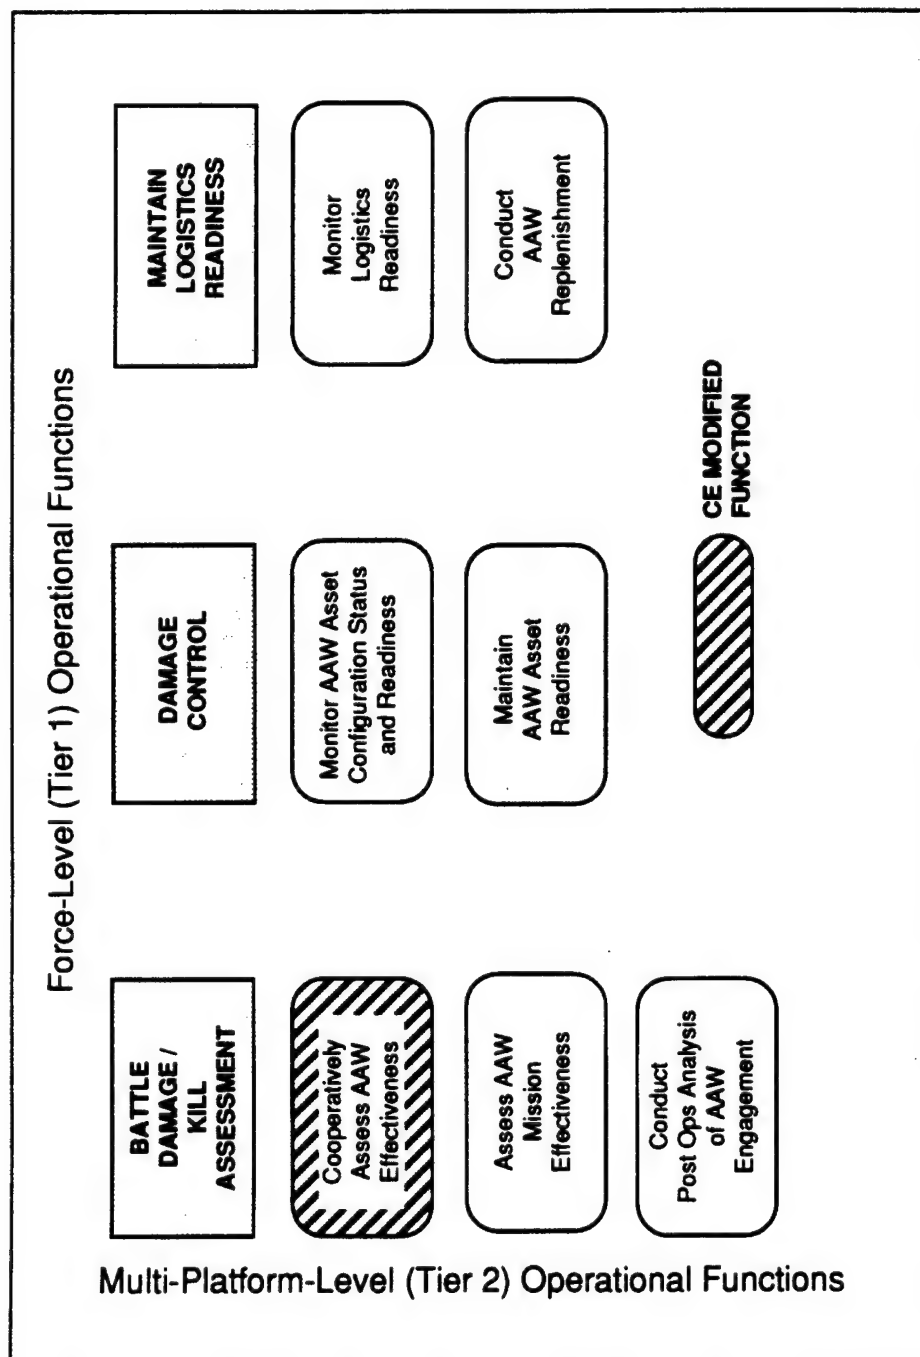 Force-Level (Tier 1) Operational Functions
Multi-Platform-Level (Tier 2) Operational Functions
BATTLE
DAMAGE /
KILL
ASSESSMENT
Cooperatively
Assess AAW
Effectiveness
Assess AAW
Mission
Effectiveness
Conduct
Post Ops Analysis
of AAW
Engagement
DAMAGE
CONTROL
Monitor AAW Asset
Configuration Status
and Readiness
Maintain
AAW Asset
Readiness
MAINTAIN
LOGISTICS
READINESS
Monitor
Logistics
Readiness
Conduct
AAW
Replenishment
CE MODIFIED
FUNCTION